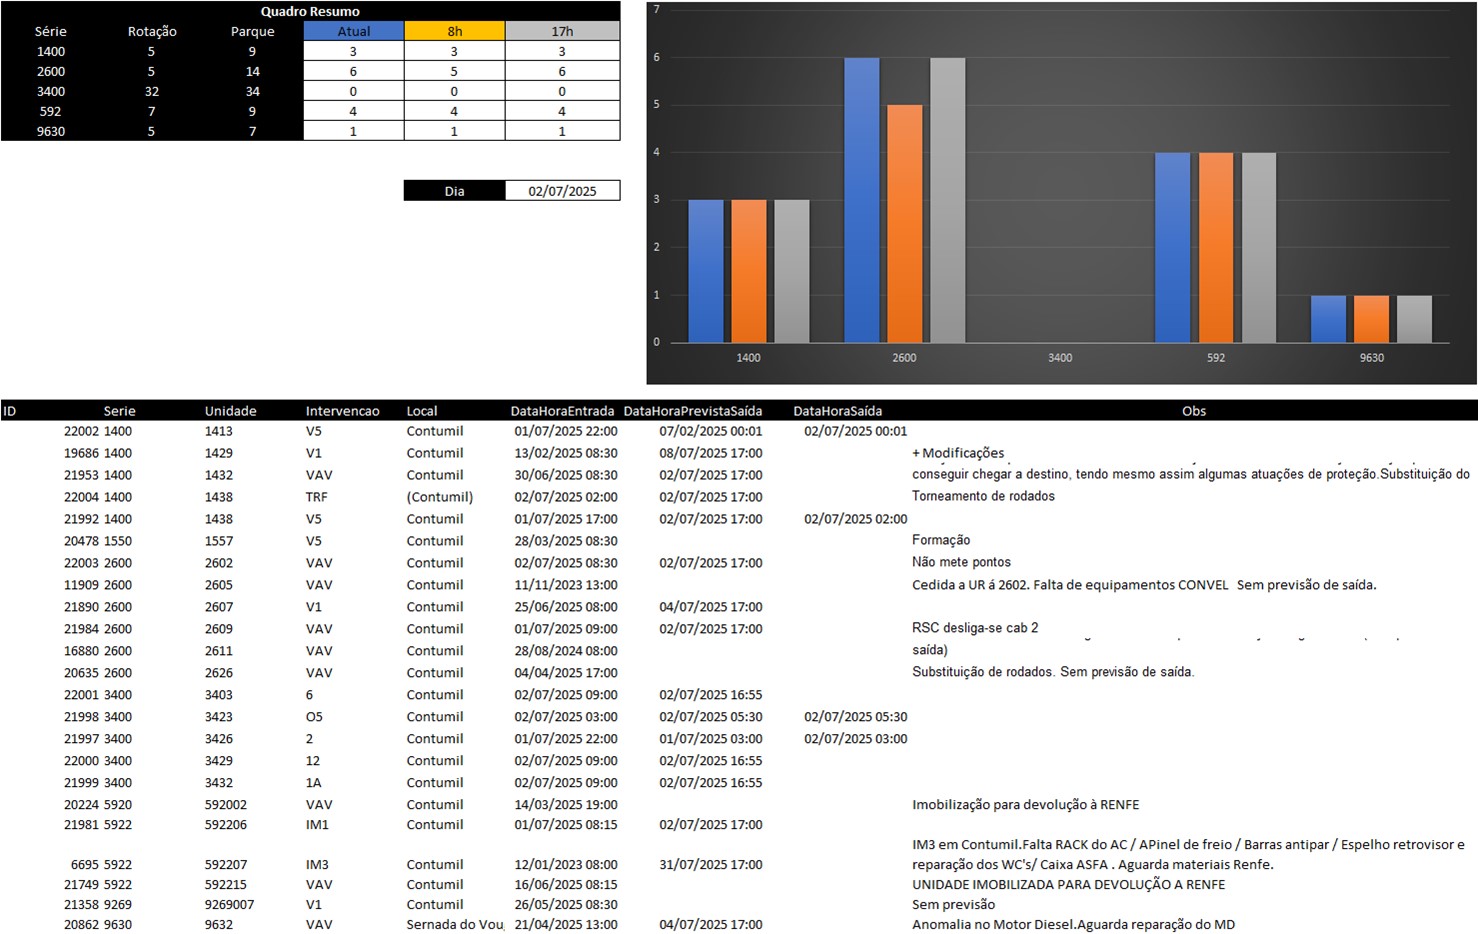 Quadro Resumo
Série Rotação Parque Atual 8h 17h
1400 5 9 3 3 3
2600 5 14 6 5 6
3400 32 34 0 0 0
592 7 9 4 4 4
9630 5 7 1 1 1
Dia 02/07/2025
7
6
5
4
3
2
1
0
1400 2600 3400 592 9630
ID Serie Unidade Intervencao Local DataHoraEntrada DataHoraPrevistaSaída DataHoraSaída Obs
22002 1400 1413 V5 Contumil 01/07/2025 22:00 07/02/2025 00:01 02/07/2025 00:01
19686 1400 1429 V1 Contumil 13/02/2025 08:30 08/07/2025 17:00 + Modificações
21953 1400 1432 VAV Contumil 30/06/2025 08:30 02/07/2025 17:00 conseguir chegar a destino, tendo mesmo assim algumas atuações de proteção.Substituição do
22004 1400 1438 TRF (Contumil) 02/07/2025 02:00 02/07/2025 17:00 Torneamento de rodados
21992 1400 1438 V5 Contumil 01/07/2025 17:00 02/07/2025 17:00 02/07/2025 02:00
20478 1550 1557 V5 Contumil 28/03/2025 08:30 Formação
22003 2600 2602 VAV Contumil 02/07/2025 08:30 02/07/2025 17:00 Não mete pontos
11909 2600 2605 VAV Contumil 11/11/2023 13:00 Cedida a UR á 2602. Falta de equipamentos CONVEL Sem previsão de saída.
21890 2600 2607 V1 Contumil 25/06/2025 08:00 04/07/2025 17:00
21984 2600 2609 VAV Contumil 01/07/2025 09:00 02/07/2025 17:00 RSC desliga-se cab 2
16880 2600 2611 VAV Contumil 28/08/2024 08:00 saída)
20635 2600 2626 VAV Contumil 04/04/2025 17:00 Substituição de rodados. Sem previsão de saída.
22001 3400 3403 6 Contumil 02/07/2025 09:00 02/07/2025 16:55
21998 3400 3423 O5 Contumil 02/07/2025 03:00 02/07/2025 05:30 02/07/2025 05:30
21997 3400 3426 2 Contumil 01/07/2025 22:00 01/07/2025 03:00 02/07/2025 03:00
22000 3400 3429 12 Contumil 02/07/2025 09:00 02/07/2025 16:55
21999 3400 3432 1A Contumil 02/07/2025 09:00 02/07/2025 16:55
20224 5920 592002 VAV Contumil 14/03/2025 19:00 Imobilização para devolução à RENFE
21981 5922 592206 IM1 Contumil 01/07/2025 08:15 02/07/2025 17:00
IM3 em Contumil.Falta RACK do AC / APinel de freio / Barras antipar / Espelho retrovisor e
6695 5922 592207 IM3 Contumil 12/01/2023 08:00 31/07/2025 17:00 reparação dos WC's/ Caixa ASFA . Aguarda materiais Renfe.
21749 5922 592215 VAV Contumil 16/06/2025 08:15 UNIDADE IMOBILIZADA PARA DEVOLUÇÃO A RENFE
21358 9269 9269007 V1 Contumil 26/05/2025 08:30 Sem previsão
20862 9630 9632 VAV Sernada do Vou 21/04/2025 13:00 04/07/2025 17:00 Anomalia no Motor Diesel.Aguarda reparação do MD